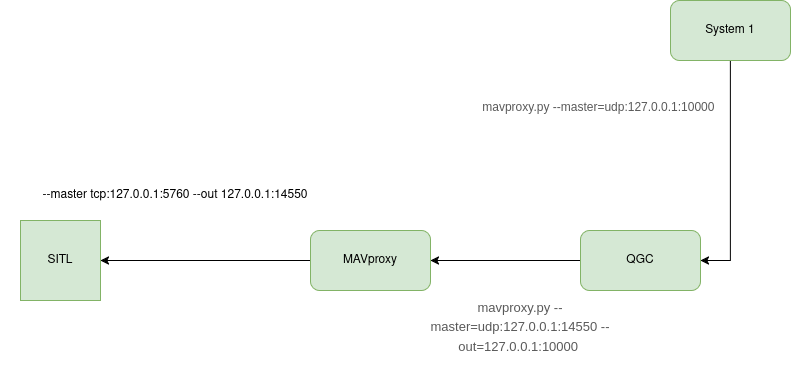 System 1
mavproxy.py --master=udp:127.0.0.1:10000
--master tcp:127.0.0.1:5760 --out 127.0.0.1:14550
SITL
MAVproxy
QGC
mavproxy.py --
master=udp:127.0.0.1:14550 --
out=127.0.0.1:10000